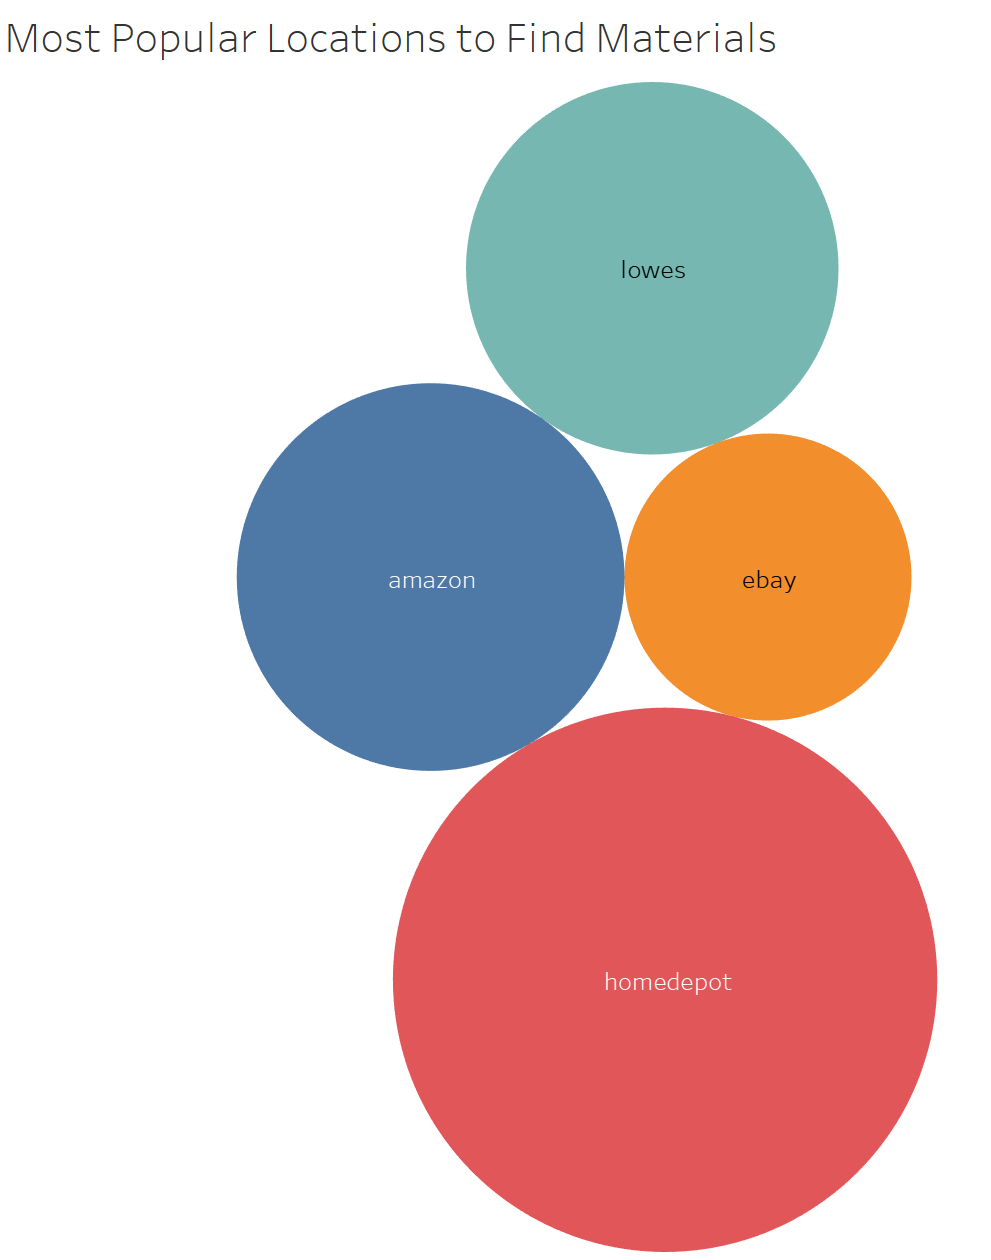 Most Popular Locations to Find Materials
lowes
amazon
ebay
homedepot